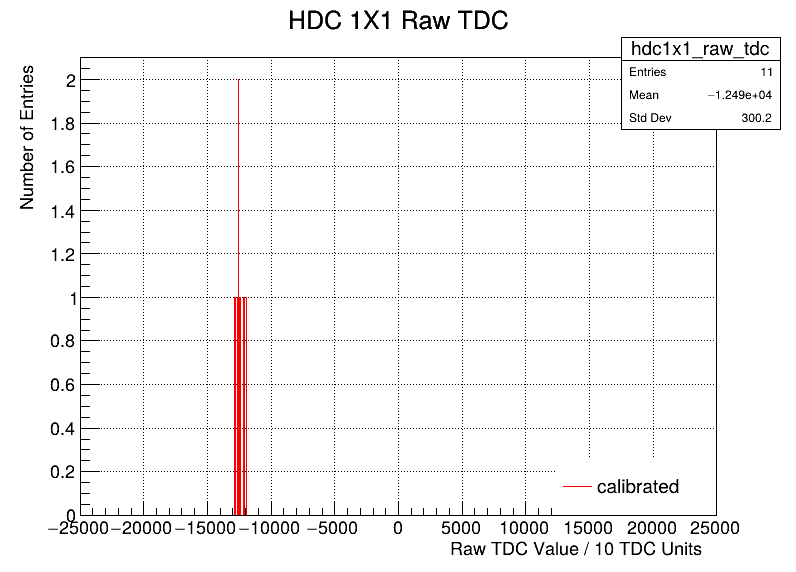 HDC 1X1 Raw TDC
hdc1x1_raw_tdc
Entries 11
Mean −1.249e+04
Std Dev 300.2
Number of Entries
2
1.8
1.6
1.4
1.2
1
0.8
0.6
0.4
0.2
0
calibrated
−25000 −20000 −15000 −10000 −5000 0 5000 10000 15000 20000 25000
Raw TDC Value / 10 TDC Units